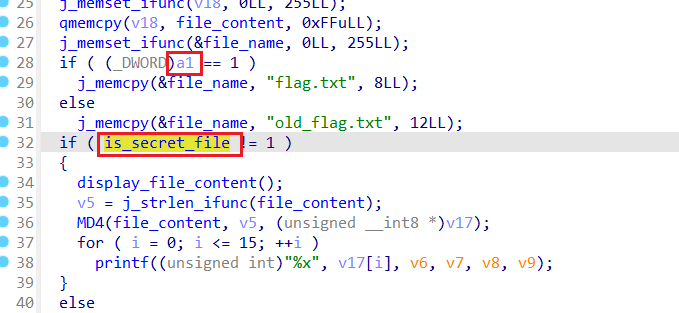 25 j_memset_ifunc(v18, 0LL, 255LL);
26 qmemcpy(v18, file_content, 0xFFuLL);
27 j_memset_ifunc(&file_name, 0LL, 255LL);
28 if ( (_DWORD)a1 == 1 )
29 j_memcpy(&file_name, "flag.txt", 8LL);
30 else
31 j_memcpy(&file_name, "old_flag.txt", 12LL);
32 if ( is_secret_file != 1 )
33 {
34 display_file_content();
35 v5 = j_strlen_ifunc(file_content);
36 MD4(file_content, v5, (unsigned __int8 *)v17);
37 for ( i = 0; i <= 15; ++i )
38 printf((unsigned int)"%x", v17[i], v6, v7, v8, v9);
39 }
40 else